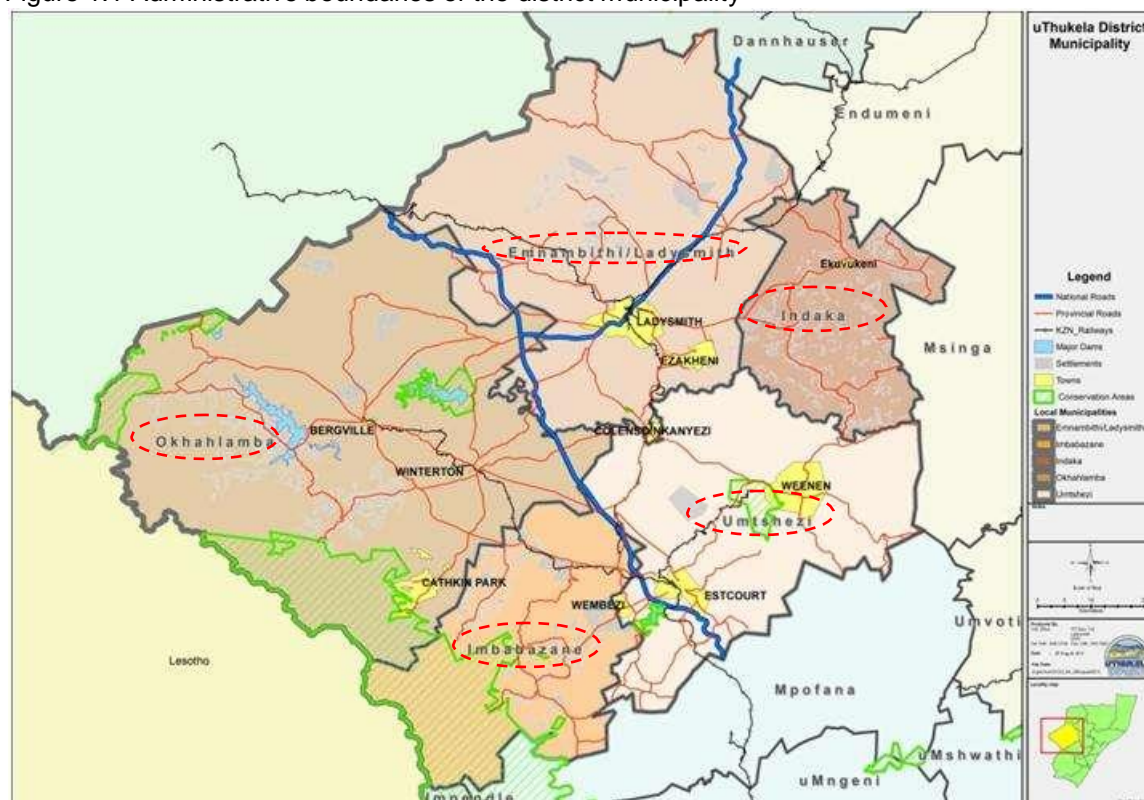 Figure 1.1 Administrative boundaries of the district municipality
uThukela District
Municipality
Dannhauser
Endumeni
Emnambithi/Ladysmith
Ekuvukeni
Indaka
LADYSMITH
EZAKHENI
Msinga
Okhahlamba
BERGVILLE
COLENSO
INKANYEZI
WINTERTON
WEENEN
Umtshezi
CATHKIN PARK
WEMBEZI
ESTCOURT
Imbabazane
Lesotho
Umvoti
Mpofana
uMshwathi
uMngeni
Impendle
Legend
National Roads
Provincial Roads
KZN_Railways
Major Dams
Settlements
Towns
Conservation Areas
Local Municipalities
Emnambithi/Ladysmith
Imbabazane
Indaka
Okhahlamba
Umtshezi